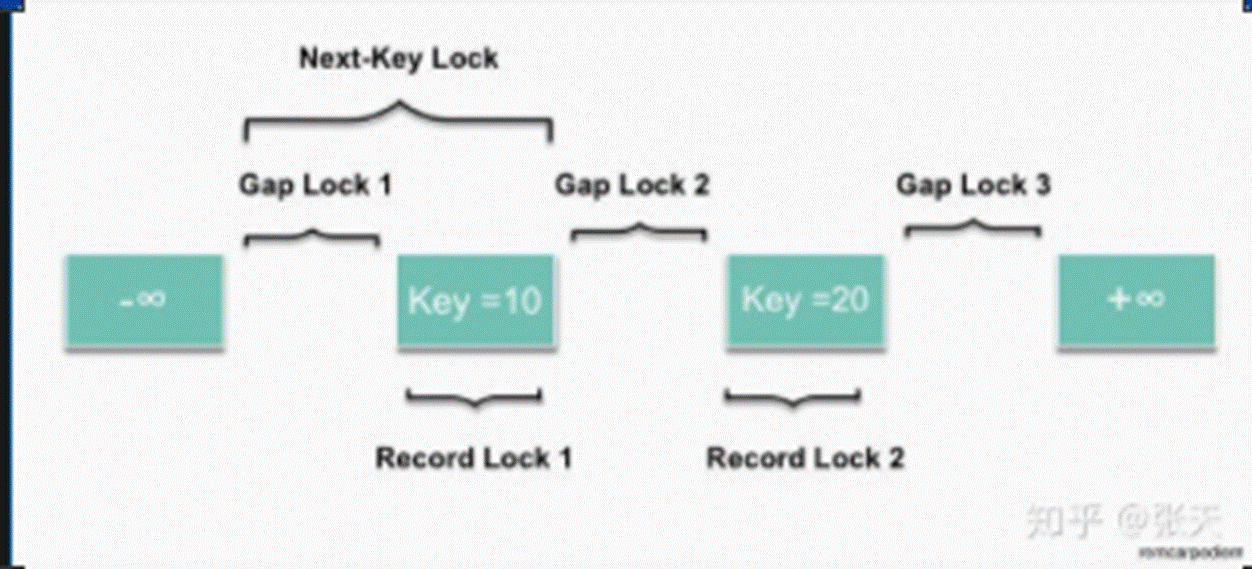 Next-Key Lock
Gap Lock 1
Gap Lock 2
Gap Lock 3
-∞
Key =10
Key =20
+∞
Record Lock 1
Record Lock 2
知乎 @张天